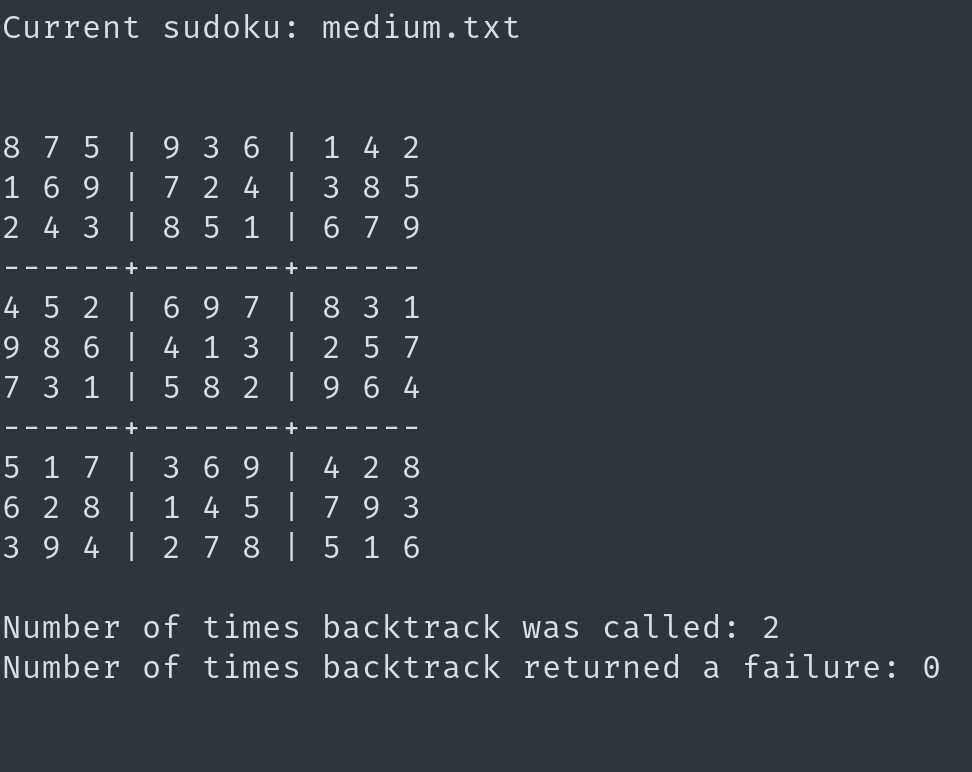 Current sudoku: medium.txt
8 7 5 | 9 3 6 | 1 4 2
1 6 9 | 7 2 4 | 3 8 5
2 4 3 | 8 5 1 | 6 7 9
------+-------+------
4 5 2 | 6 9 7 | 8 3 1
9 8 6 | 4 1 3 | 2 5 7
7 3 1 | 5 8 2 | 9 6 4
------+-------+------
5 1 7 | 3 6 9 | 4 2 8
6 2 8 | 1 4 5 | 7 9 3
3 9 4 | 2 7 8 | 5 1 6
Number of times backtrack was called: 2
Number of times backtrack returned a failure: 0